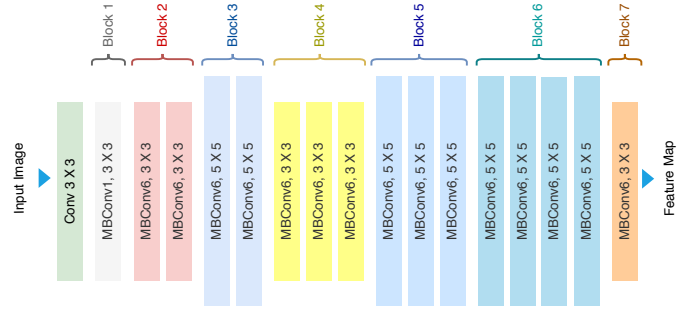 Block 1
Block 2
Block 3
Block 4
Block 5
Block 6
Block 7
Input Image
Conv 3 X 3
MBConv1, 3 X 3
MBConv6, 3 X 3
MBConv6, 3 X 3
MBConv6, 5 X 5
MBConv6, 5 X 5
MBConv6, 3 X 3
MBConv6, 3 X 3
MBConv6, 3 X 3
MBConv6, 5 X 5
MBConv6, 5 X 5
MBConv6, 5 X 5
MBConv6, 5 X 5
MBConv6, 5 X 5
MBConv6, 5 X 5
MBConv6, 5 X 5
MBConv6, 3 X 3
Feature Map